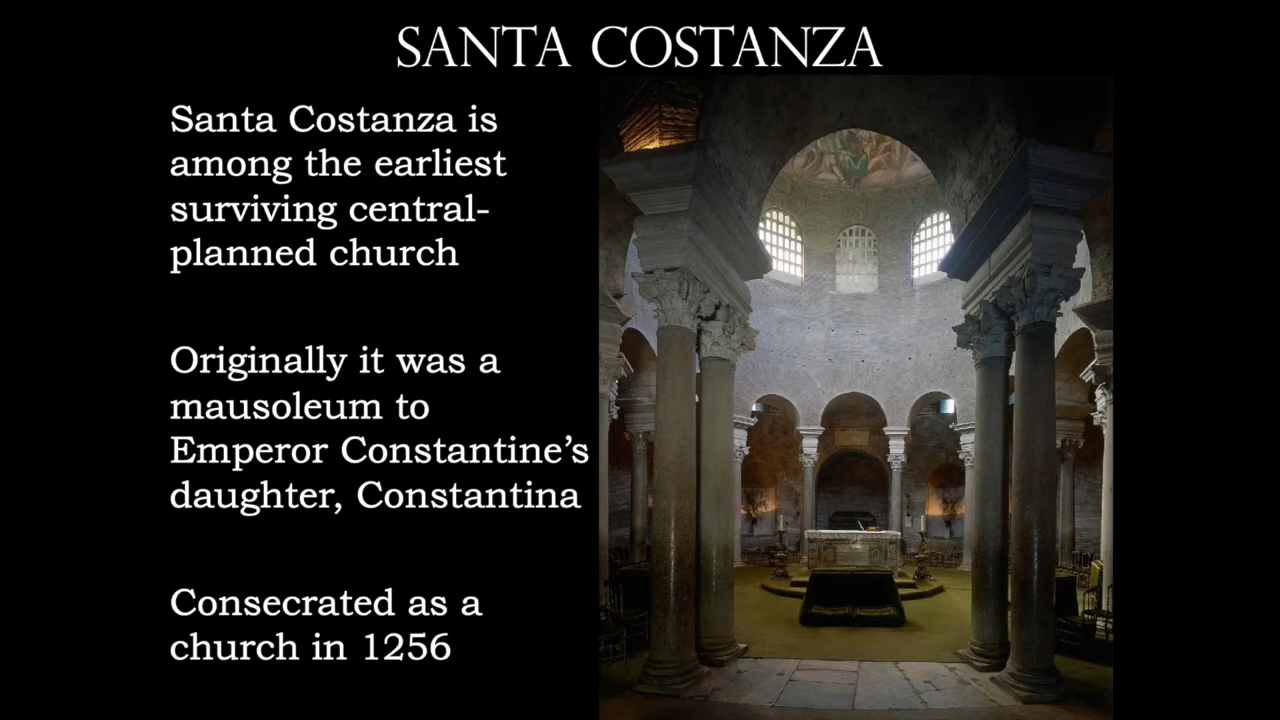 SANTA COSTANZA
Santa Costanza is
among the earliest
surviving central-
planned church
Originally it was a
mausoleum to
Emperor Constantine’s
daughter, Constantina
Consecrated as a
church in 1256